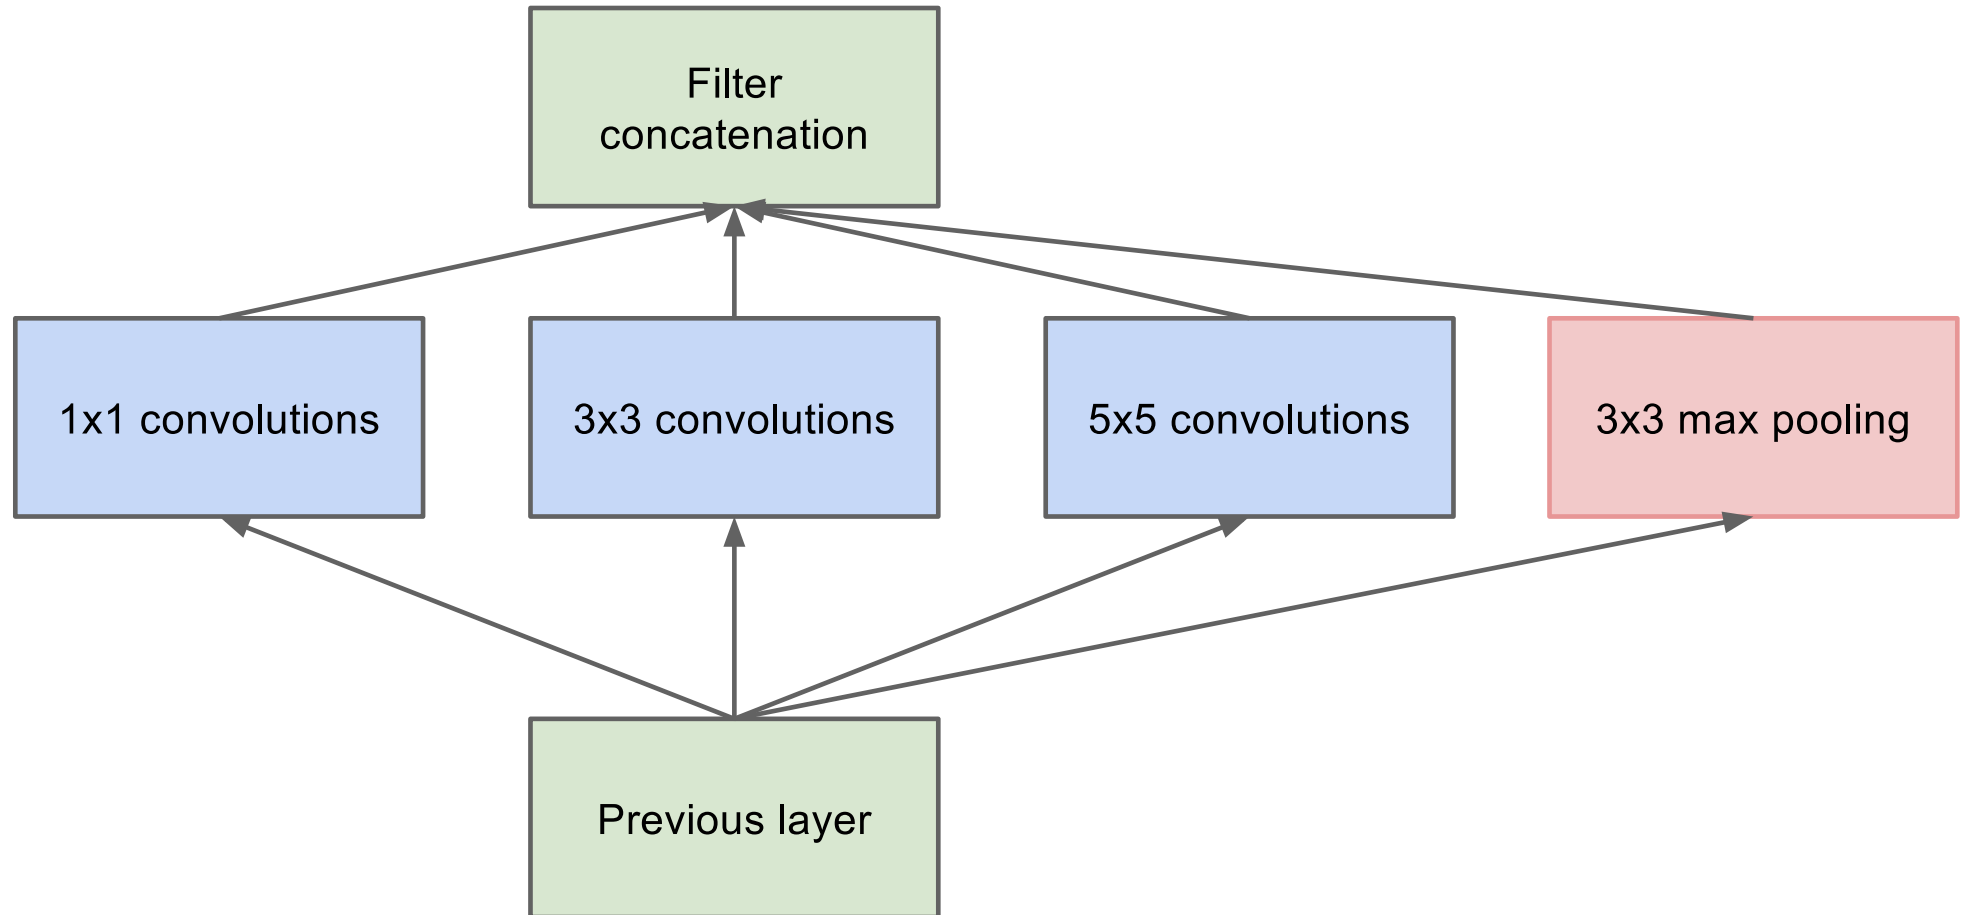 Filter
concatenation
1x1 convolutions
3x3 convolutions
5x5 convolutions
3x3 max pooling
Previous layer